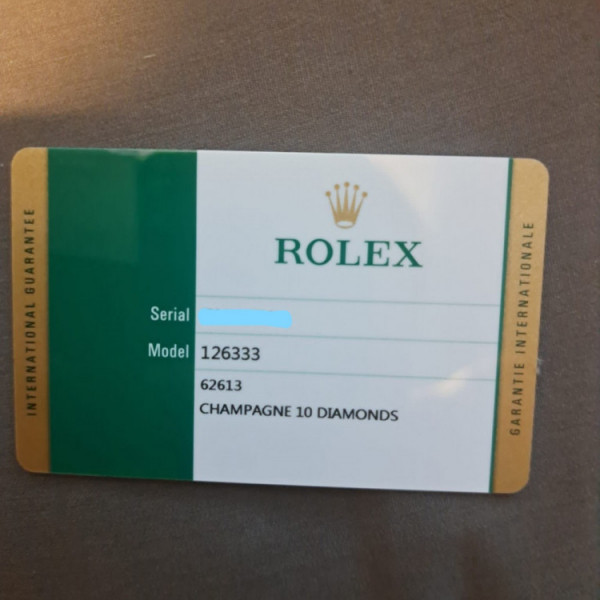 INTERNATIONAL GUARANTEE
ROLEX
Serial
Model 126333
62613
CHAMPAGNE 10 DIAMONDS
GARANTIE INTERNATIONALE